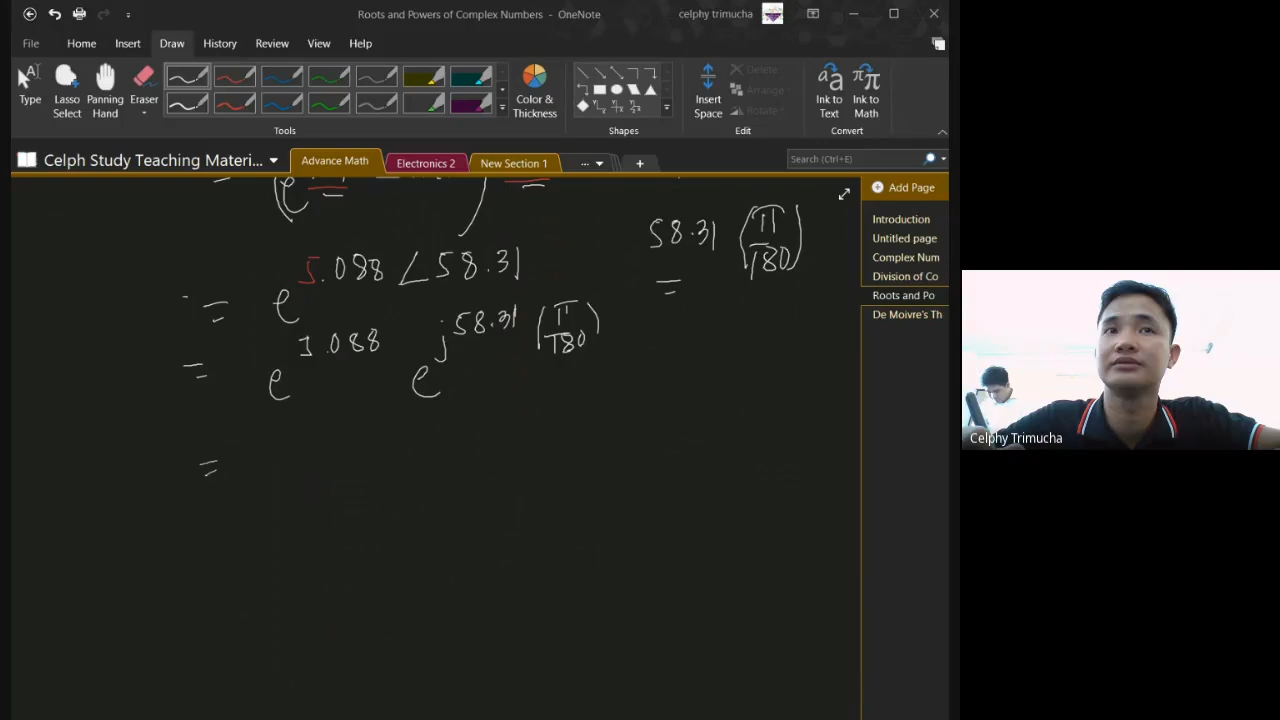 Roots and Powers of Complex Numbers - OneNote
celphy trimucha
File Home Insert Draw History Review View Help
Type
Lasso Select
Panning Hand
Eraser
Color & Thickness
Insert Space
Delete
Arrange
Rotate
Ink to Text
Ink to Math
Tools
Shapes
Edit
Convert
Celph Study Teaching Materi...
Advance Math
Electronics 2
New Section 1
...
+
Search (Ctrl+E)
Add Page
Introduction
Untitled page
Complex Num
Division of Co
Roots and Po
De Moivre's Th
58.31 (π/180)
=
= e^5.088 ∠58.31
= e^5.088 e^j58.31 (π/180)
=
Celphy Trimucha